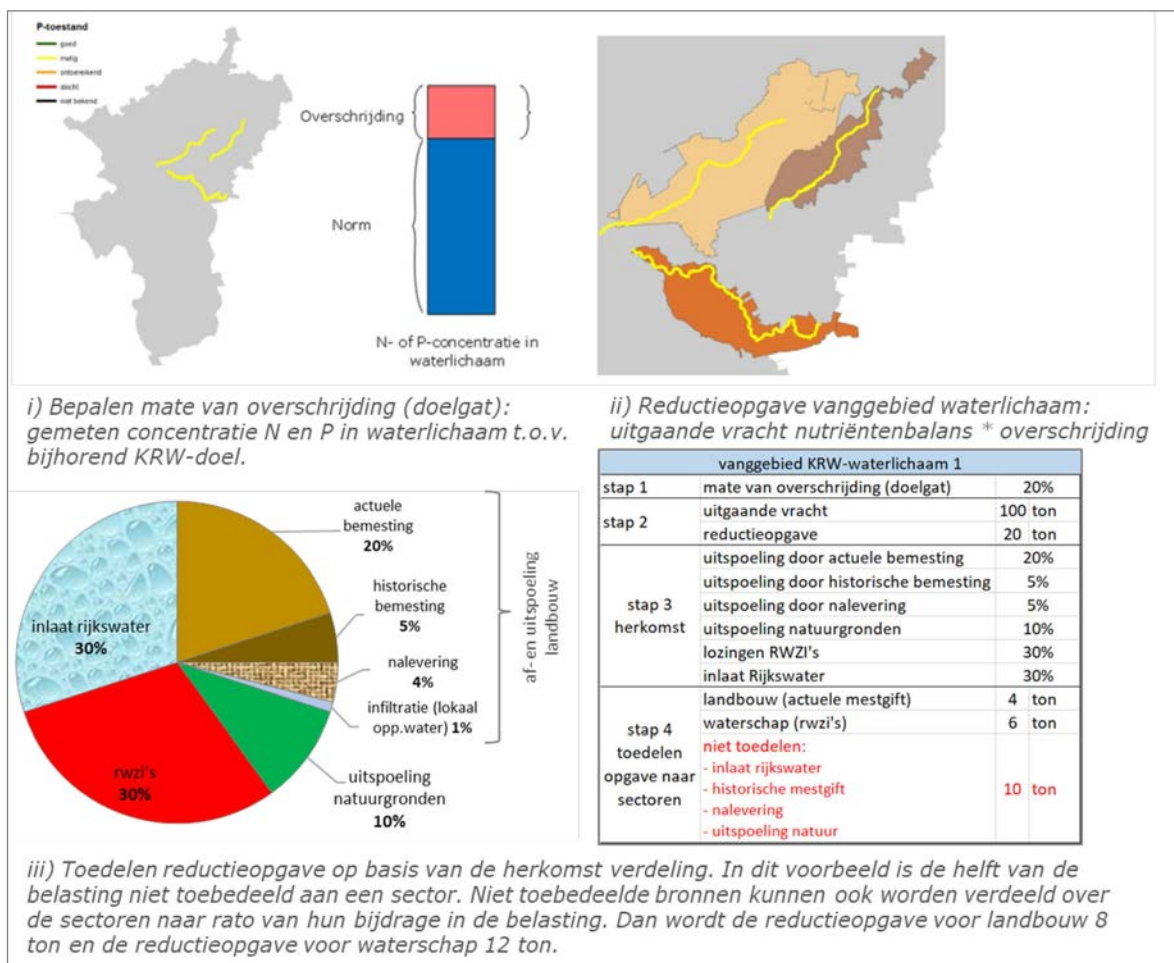 P-toestand
goed
matig
ontoereikend
slecht
niet bekend
Overschrijding
Norm
N- of P-concentratie in
waterlichaam
i) Bepalen mate van overschrijding (doelgat):
gemeten concentratie N en P in waterlichaam t.o.v.
bijhorend KRW-doel.
ii) Reductieopgave vanggebied waterlichaam:
uitgaande vracht nutriëntenbalans * overschrijding
actuele
bemesting
20%
historische
bemesting
5%
nalevering
4%
infiltratie (lokaal
opp.water) 1%
uitspoeling
natuurgronden
10%
rwzi's
30%
inlaat rijkswater
30%
af- en uitspoeling
landbouw
vanggebied KRW-waterlichaam 1
stap 1 mate van overschrijding (doelgat) 20%
stap 2 uitgaande vracht 100 ton
reductieopgave 20 ton
stap 3
herkomst
uitspoeling door actuele bemesting 20%
uitspoeling door historische bemesting 5%
uitspoeling door nalevering 5%
uitspoeling natuurgronden 10%
lozingen RWZI's 30%
inlaat Rijkswater 30%
stap 4
toedelen
opgave naar
sectoren
landbouw (actuele mestgift) 4 ton
waterschap (rwzi's) 6 ton
niet toedelen:
- inlaat rijkswater
- historische mestgift 10 ton
- nalevering
- uitspoeling natuur
iii) Toedelen reductieopgave op basis van de herkomst verdeling. In dit voorbeeld is de helft van de
belasting niet toebedeeld aan een sector. Niet toebedeelde bronnen kunnen ook worden verdeeld over
de sectoren naar rato van hun bijdrage in de belasting. Dan wordt de reductieopgave voor landbouw 8
ton en de reductieopgave voor waterschap 12 ton.